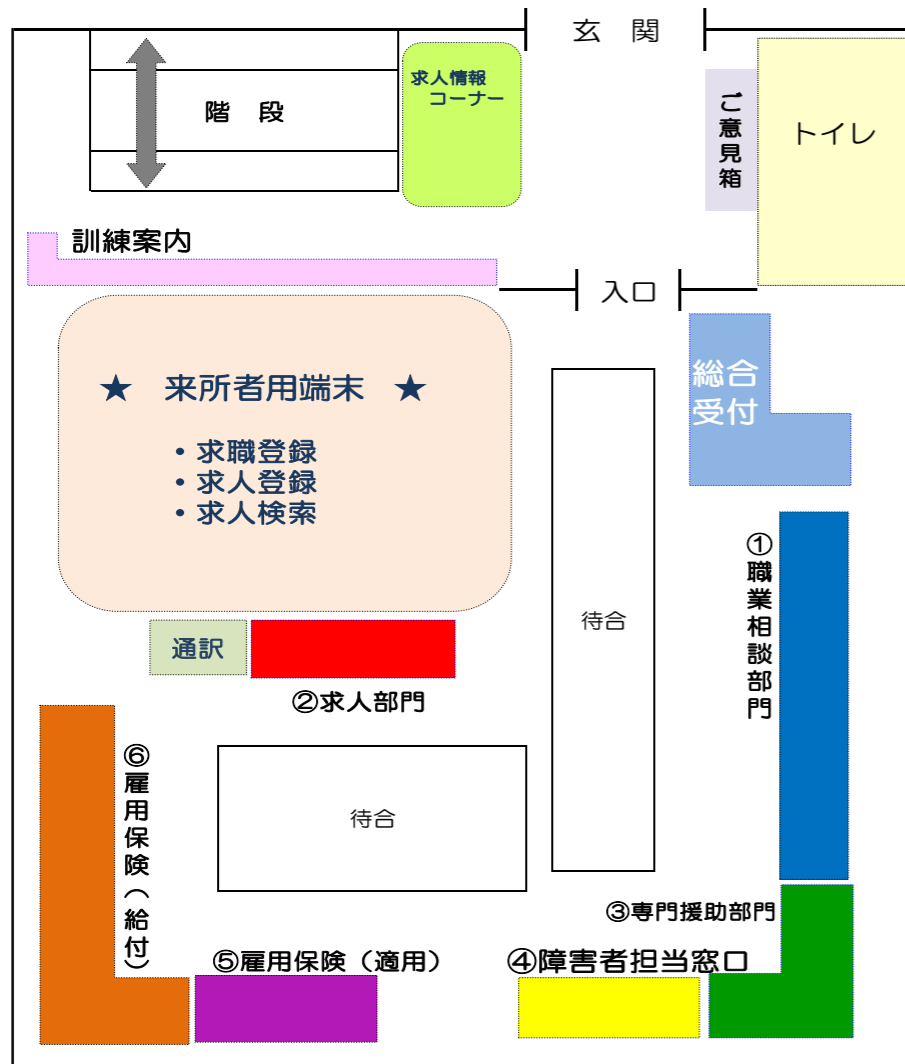 玄　関
求人情報
コーナー
階　段
ご意見箱
トイレ
訓練案内
入口
総合
受付
★　来所者用端末　★
・求職登録
・求人登録
・求人検索
①職業相談部門
待合
通訳
②求人部門
⑥雇用保険（給付）
待合
③専門援助部門
⑤雇用保険（適用）
④障害者担当窓口